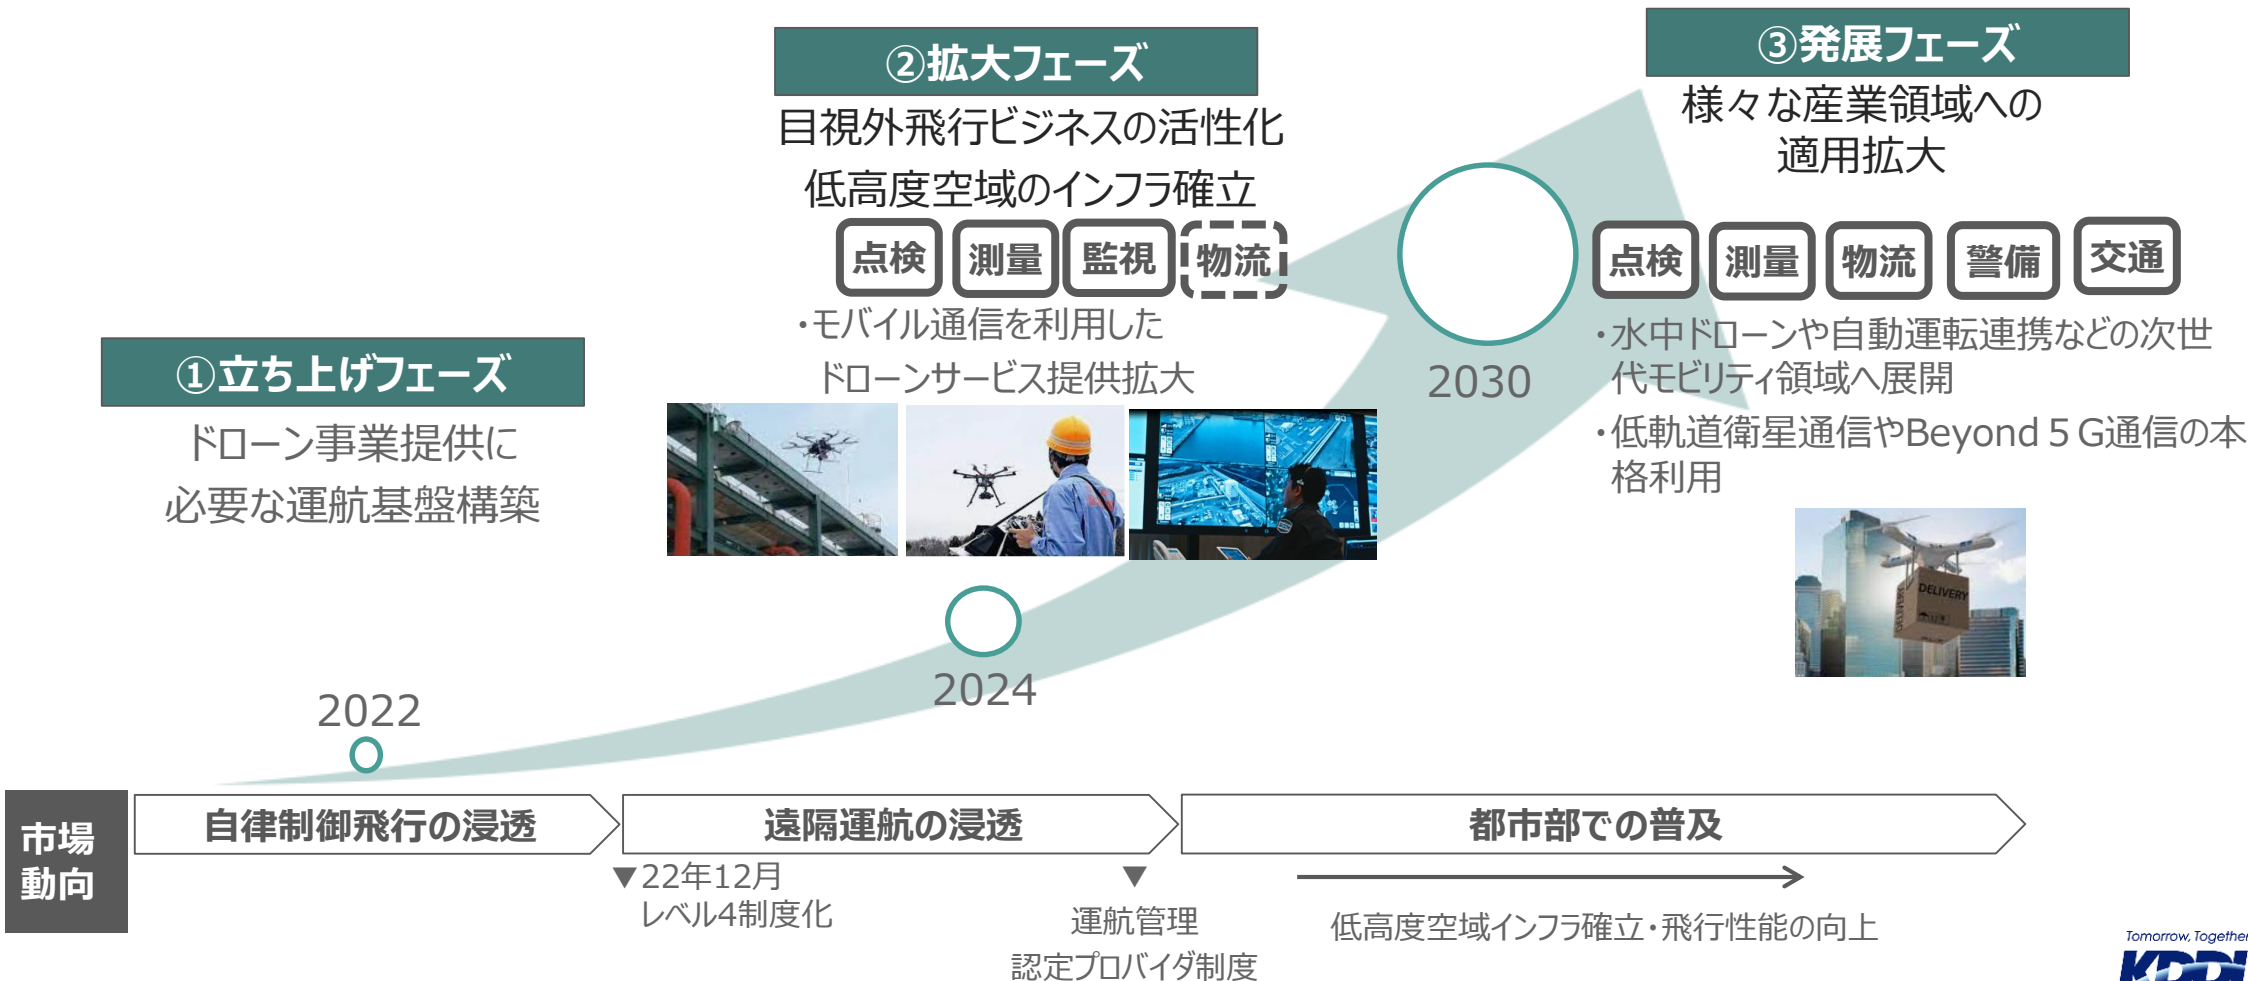 ①立ち上げフェーズ
ドローン事業提供に
必要な運航基盤構築
2022
②拡大フェーズ
目視外飛行ビジネスの活性化
低高度空域のインフラ確立
点検 測量 監視 物流
・モバイル通信を利用した
ドローンサービス提供拡大
2024
③発展フェーズ
様々な産業領域への
適用拡大
点検 測量 物流 警備 交通
・水中ドローンや自動運転連携などの次世
代モビリティ領域へ展開
・低軌道衛星通信やBeyond 5 G通信の本
格利用
2030
DELIVERY
DELIVERY
市場
動向
自律制御飛行の浸透
遠隔運航の浸透
都市部での普及
▼22年12月
レベル4制度化
▼
運航管理
認定プロバイダ制度
低高度空域インフラ確立・飛行性能の向上
Tomorrow, Together
KDDI